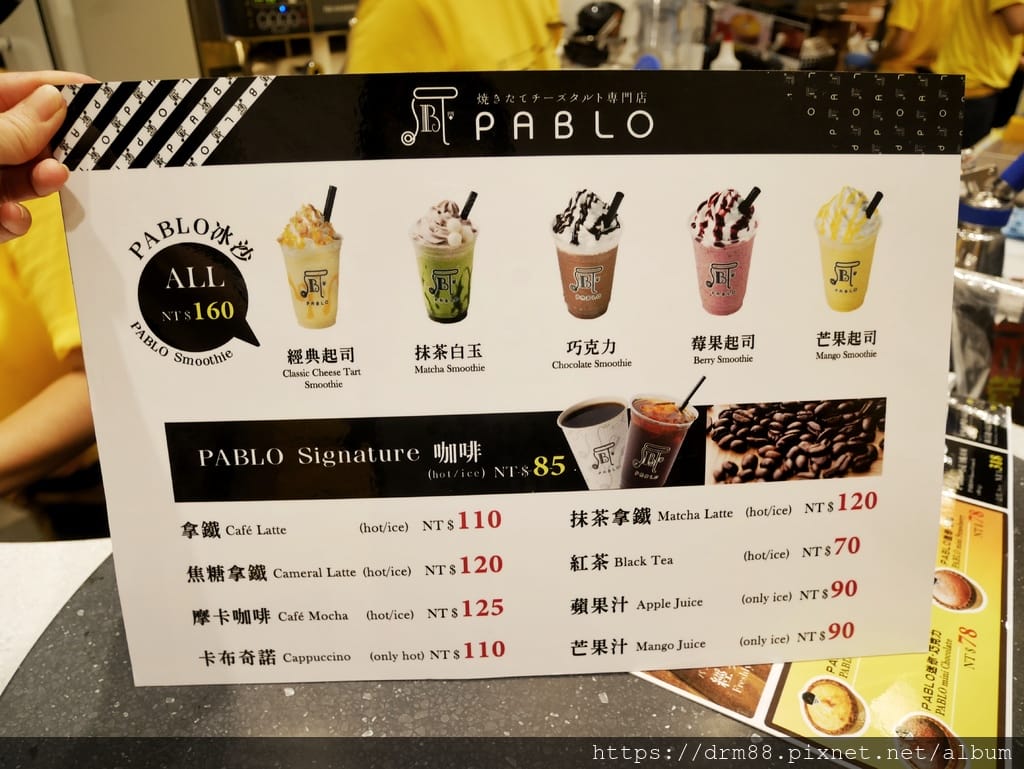 焼きたてチーズタルト専門店
PABLO
PABLO冰沙
ALL
NT $ 160
PABLO Smoothie
經典起司
Classic Cheese Tart
Smoothie
抹茶白玉
Matcha Smoothie
巧克力
Chocolate Smoothie
莓果起司
Berry Smoothie
芒果起司
Mango Smoothie
PABLO Signature 咖啡
(hot/ice) NT $ 85
拿鐵 Café Latte (hot/ice) NT $ 110
焦糖拿鐵 Cameral Latte (hot/ice) NT $ 120
摩卡咖啡 Café Mocha (hot/ice) NT $ 125
卡布奇諾 Cappuccino (only hot) NT $ 110
抹茶拿鐵 Matcha Latte (hot/ice) NT $ 120
紅茶 Black Tea (hot/ice) NT $ 70
蘋果汁 Apple Juice (only ice) NT $ 90
芒果汁 Mango Juice (only ice) NT $ 90
NT$ 78
PABLO mini Chocolate
https://drm88.pixnet.net/album